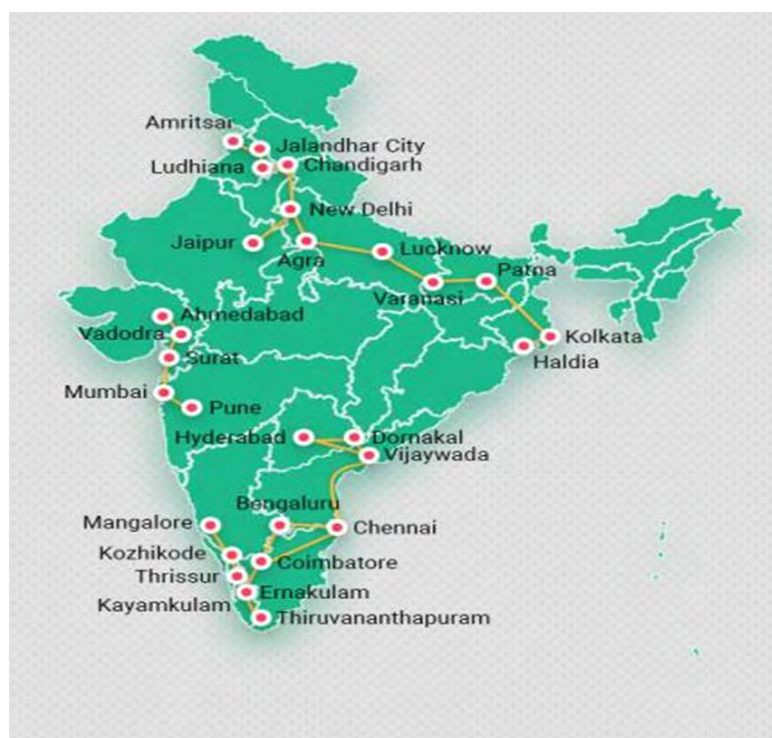 Amritsar
Jalandhar City
Ludhiana
Chandigarh
New Delhi
Jaipur
Agra
Lucknow
Patna
Varanasi
Ahmedabad
Vadodra
Kolkata
Surat
Haldia
Mumbai
Pune
Hyderabad
Dornakal
Vijaywada
Bengaluru
Mangalore
Chennai
Kozhikode
Coimbatore
Thrissur
Ernakulam
Kayamkulam
Thiruvananthapuram